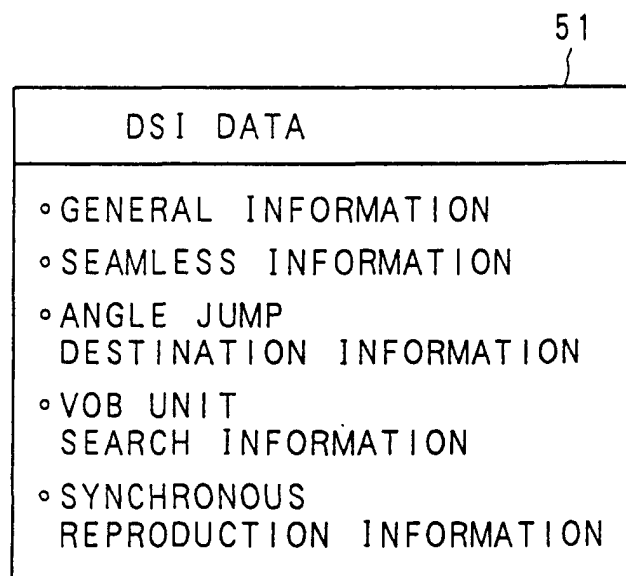 51
DSI DATA
∘GENERAL INFORMATION
∘SEAMLESS INFORMATION
∘ANGLE JUMP
DESTINATION INFORMATION
∘VOB UNIT
SEARCH INFORMATION
∘SYNCHRONOUS
REPRODUCTION INFORMATION